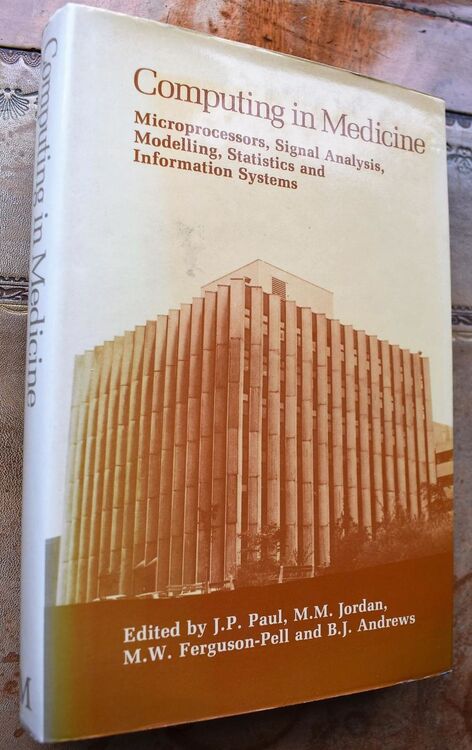 Computing in Medicine
Microprocessors, Signal Analysis,
Modelling, Statistics and
Information Systems
Edited by J.P. Paul, M.M. Jordan,
M.W. Ferguson-Pell and B.J. Andrews
Computing in Medicine
M